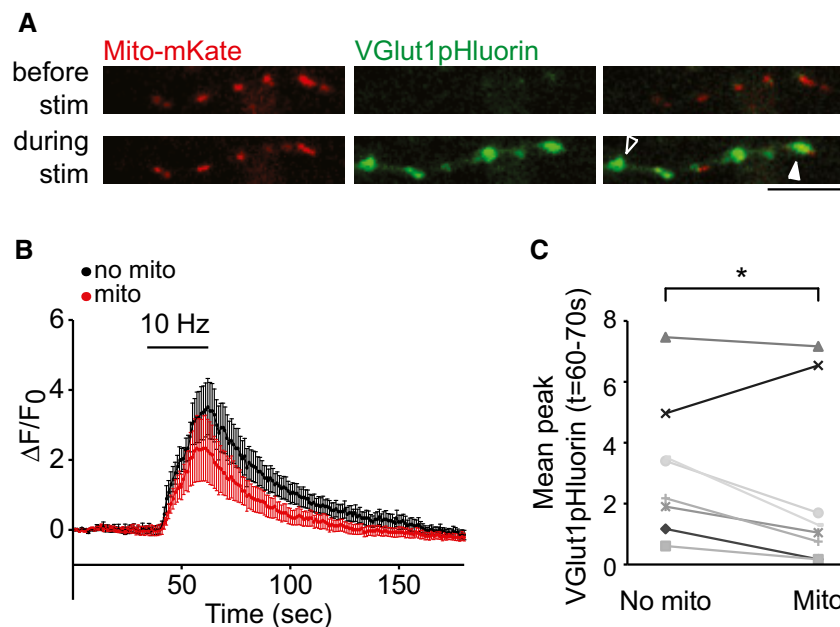 A
Mito-mKate
VGlut1pHluorin
before
stim
during
stim
B
no mito
mito
10 Hz
6
4
2
0
ΔF/F0
50
100
150
Time (sec)
C
*
8
6
4
2
0
Mean peak
VGlut1pHluorin (t=60-70s)
No mito
Mito